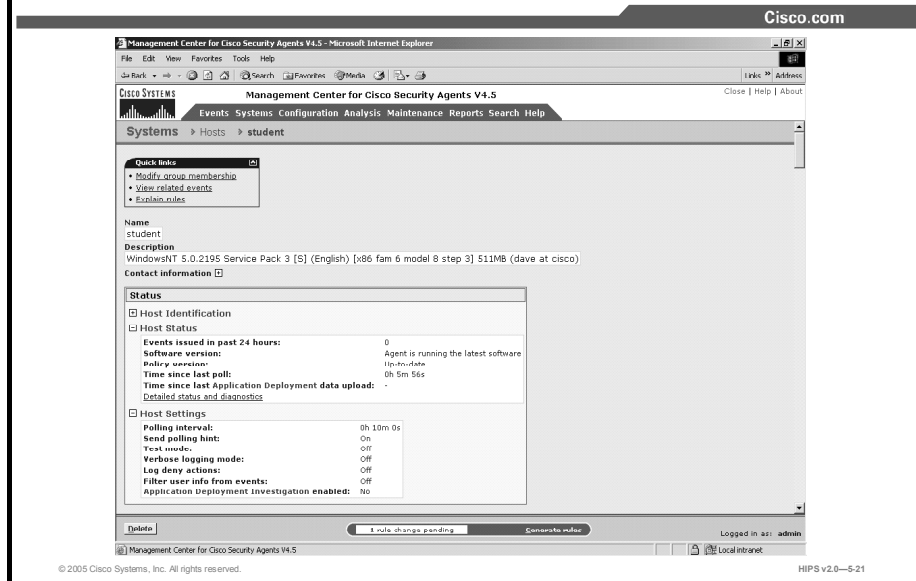 Cisco.com
Management Center for Cisco Security Agents V4.5 - Microsoft Internet Explorer
File Edit View Favorites Tools Help
Back Search Favorites Media Links » Address
CISCO SYSTEMS
Management Center for Cisco Security Agents V4.5
Close | Help | About
Events Systems Configuration Analysis Maintenance Reports Search Help
Systems Hosts student
Quick links
• Modify group membership
• View related events
• Explain rules
Name
student
Description
WindowsNT 5.0.2195 Service Pack 3 [S] (English) [x86 fam 6 model 8 step 3] 511MB (dave at cisco)
Contact information
Status
Host Identification
Host Status
Events issued in past 24 hours: 0
Software version: Agent is running the latest software
Policy version: Up-to-date
Time since last poll: 0h 5m 56s
Time since last Application Deployment data upload: -
Detailed status and diagnostics
Host Settings
Polling interval: 0h 10m 0s
Send polling hint: On
Test mode: Off
Verbose logging mode: Off
Log deny actions: Off
Filter user info from events: Off
Application Deployment Investigation enabled: No
Delete
1 rule change pending Generate rules
Logged in as: admin
Management Center for Cisco Security Agents V4.5
Local intranet
© 2005 Cisco Systems, Inc. All rights reserved.
HIPS v2.0—5-21